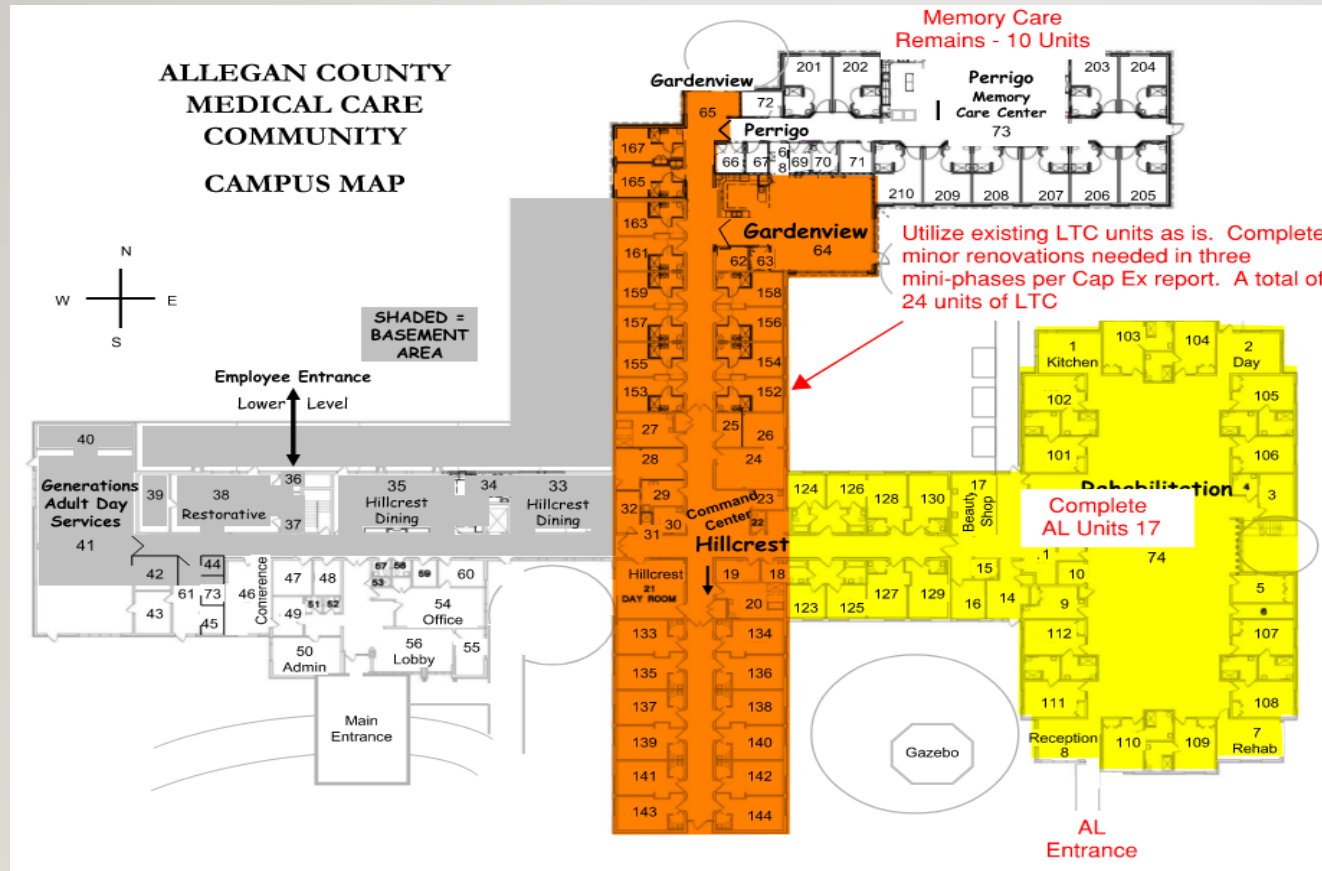 Memory Care
Remains - 10 Units
ALLEGAN COUNTY
MEDICAL CARE
COMMUNITY
CAMPUS MAP
N
W E
S
SHADED =
BASEMENT
AREA
Employee Entrance
Lower Level
Gardenview
65
72
201 202
Perrigo
Memory
Care Center
73
203 204
Perrigo
66 67 68 69 70 71
210 209 208 207 206 205
167
165
163
161
159
157
155
153
Gardenview
64
62 63
158
156
154
152
Utilize existing LTC units as is. Complete
minor renovations needed in three
mini-phases per Cap Ex report. A total of
24 units of LTC
27
25
26
28
24
29
23
32
30
31
22
Command
Center
Hillcrest
Hillcrest
21
DAY ROOM
19 18
20
133 134
135 136
137 138
139 140
141 142
143 144
40
Generations
Adult Day
Services
41
39
38
Restorative
36
37
35
Hillcrest
Dining
34
33
Hillcrest
Dining
42
44
43
61
73
45
46
Conference
47 48
49
51 52
57 58
53
59
60
54
Office
50
Admin
56
Lobby
55
Main
Entrance
124 126 128 130
17
Beauty
Shop
123 125 127 129
15
16
14
1
Kitchen
103 104
2
Day
102
101
105
106
3
Rehabilitation
Complete
AL Units 17
74
1
10
9
5
6
112
111
107
108
Reception
8
110 109
7
Rehab
Gazebo
AL
Entrance